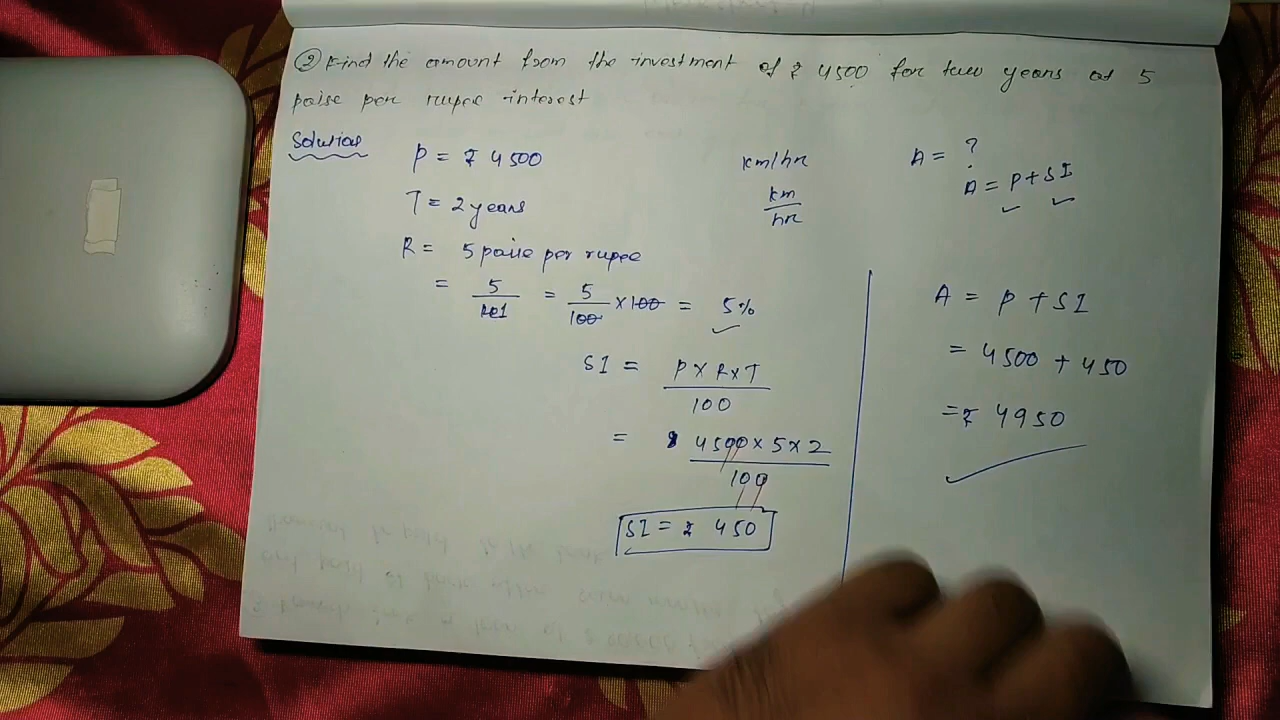 ② Find the amount from the investment of ₹ 4500 for two years at 5
paise per rupee interest
Solution
P = ₹ 4500
T = 2 years
R = 5 paise per rupee
= 5/1 = 5/100 × 100 = 5%
SI = P × R × T / 100
= 4500 × 5 × 2 / 100
SI = ₹ 450
km/hr
km
hr
A = ?
A = P + SI
A = P + SI
= 4500 + 450
= ₹ 4950